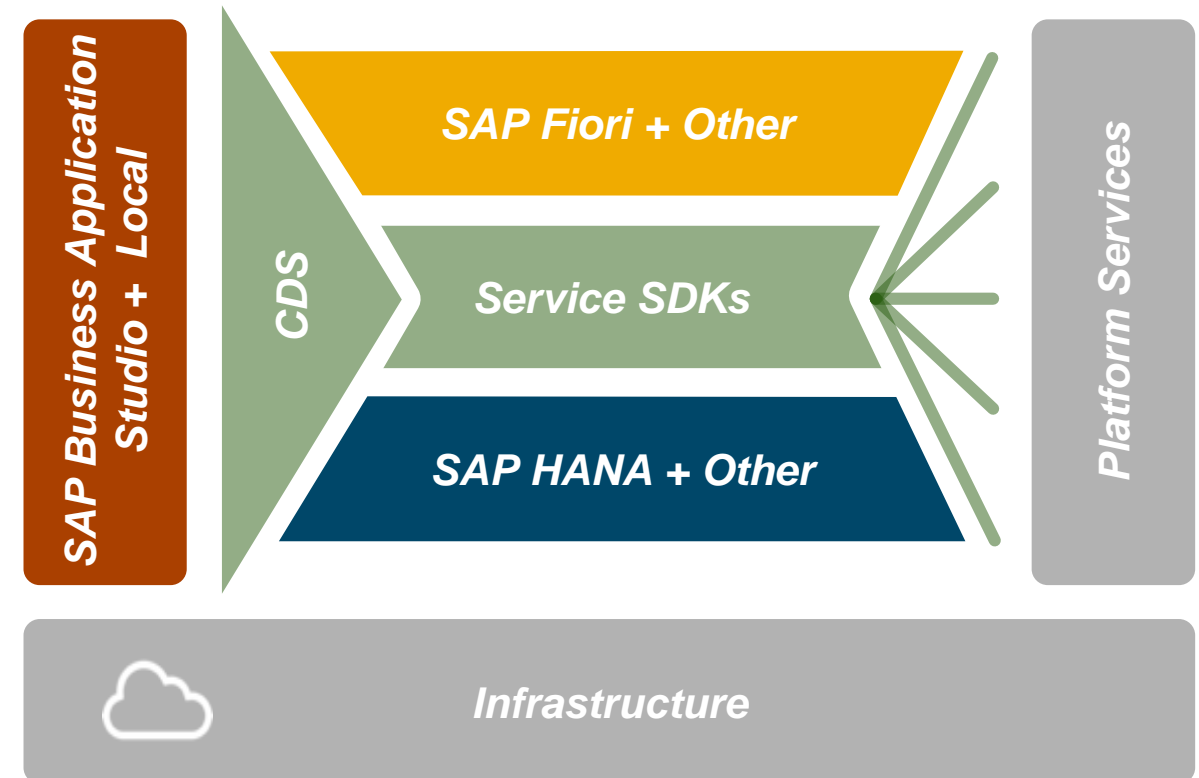 SAP Business Application
Studio + Local
CDS
SAP Fiori + Other
Service SDKs
SAP HANA + Other
Platform Services
Infrastructure